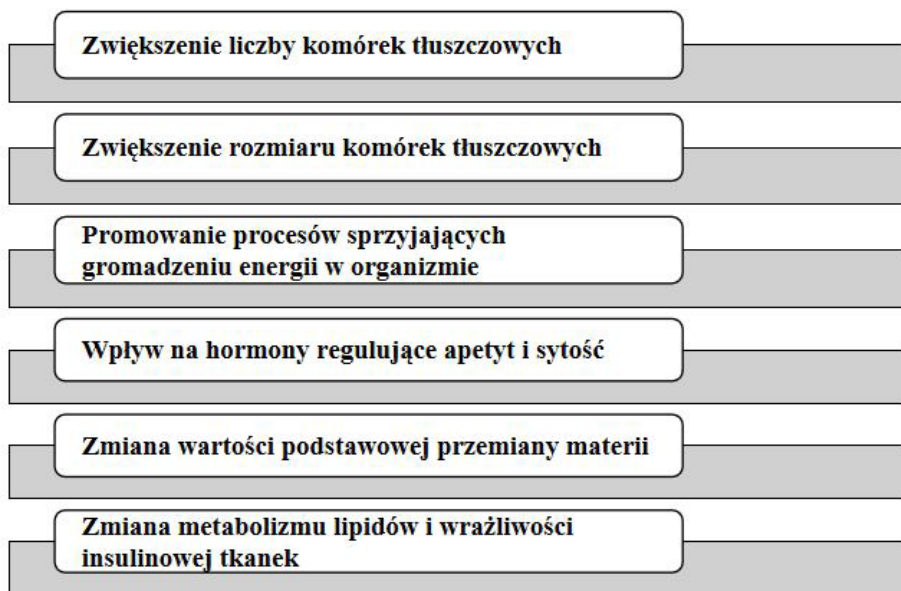 Zwiększenie liczby komórek tłuszczowych
Zwiększenie rozmiaru komórek tłuszczowych
Promowanie procesów sprzyjających
gromadzeniu energii w organizmie
Wpływ na hormony regulujące apetyt i sytość
Zmiana wartości podstawowej przemiany materii
Zmiana metabolizmu lipidów i wrażliwości
insulinowej tkanek